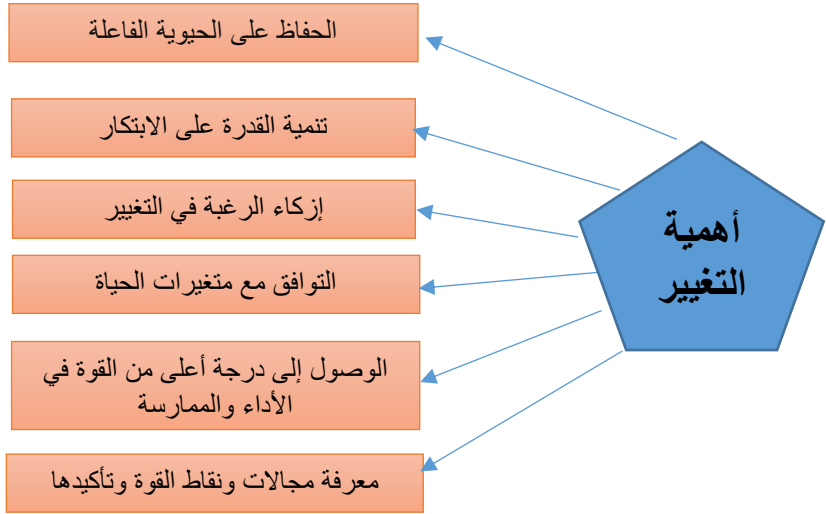 أهمية
التغيير
الحفاظ على الحيوية الفاعلة
تنمية القدرة على الابتكار
إزكاء الرغبة في التغيير
التوافق مع متغيرات الحياة
الوصول إلى درجة أعلى من القوة في
الأداء والممارسة
معرفة مجالات ونقاط القوة وتأكيدها